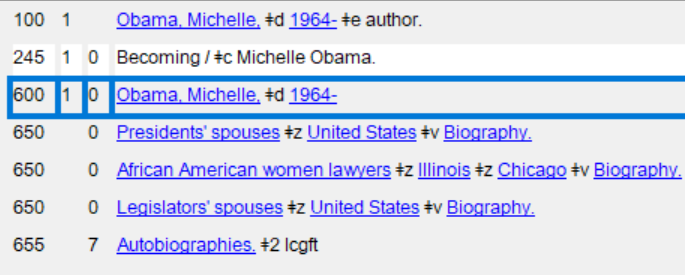 100 1 Obama, Michelle, ǂd 1964- ǂe author.
245 1 0 Becoming / ǂc Michelle Obama.
600 1 0 Obama, Michelle, ǂd 1964-
650 0 Presidents' spouses ǂz United States ǂv Biography.
650 0 African American women lawyers ǂz Illinois ǂz Chicago ǂv Biography.
650 0 Legislators' spouses ǂz United States ǂv Biography.
655 7 Autobiographies. ǂ2 lcgft